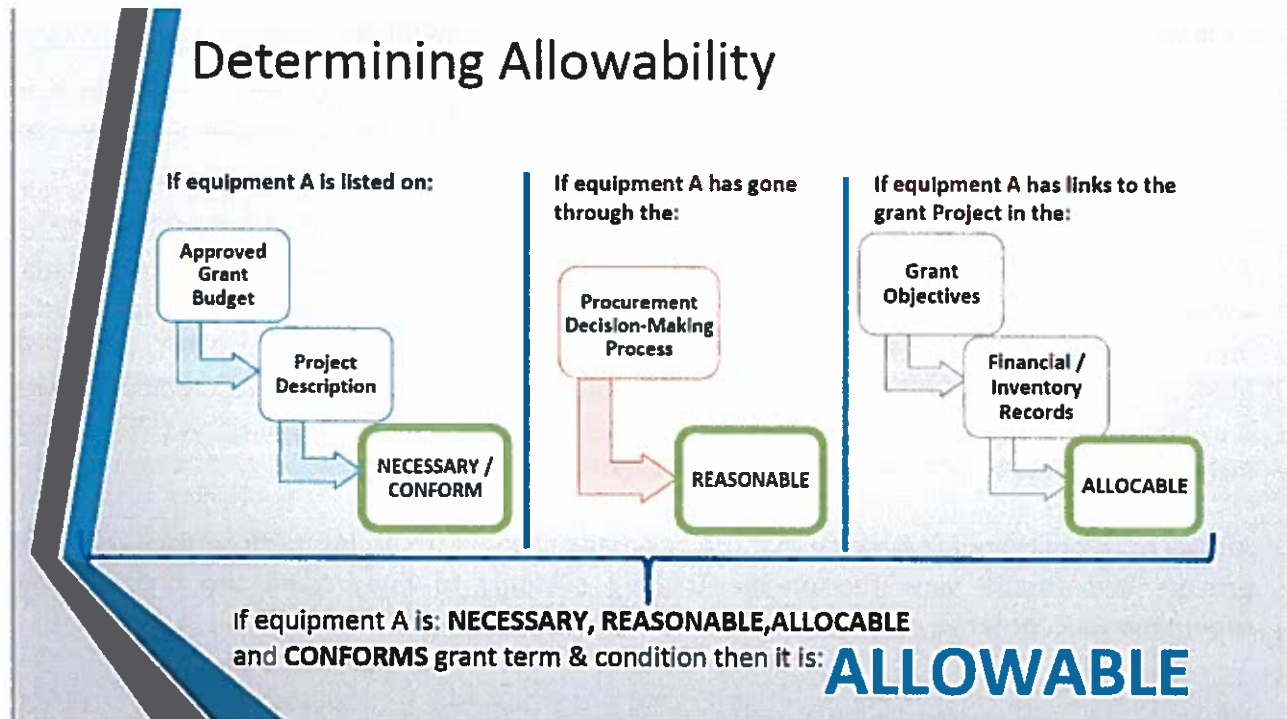 Determining Allowability
If equipment A is listed on:
Approved
Grant
Budget
Project
Description
NECESSARY /
CONFORM
If equipment A has gone
through the:
Procurement
Decision-Making
Process
REASONABLE
If equipment A has links to the
grant Project in the:
Grant
Objectives
Financial /
Inventory
Records
ALLOCABLE
If equipment A is: NECESSARY, REASONABLE,ALLOCABLE
and CONFORMS grant term & condition then it is:
ALLOWABLE